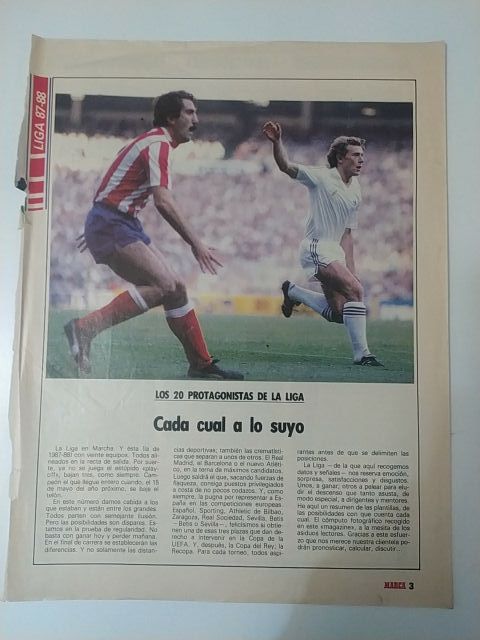 LIGA 87-88
LOS 20 PROTAGONISTAS DE LA LIGA
Cada cual a lo suyo
La Liga en Marcha. Y ésta (la de
1987-88) con veinte equipos. Todos ali-
neados en la recta de salida. Por suer-
te, ya no se juega el estúpido «play-
off», bajan tres, como siempre. Cam-
peón el que llegue entero cuando, el 15
de mayo del año próximo, se baje el
telón.
En este número damos cabida a los
que estaban y están entre los grandes.
Todos parten con semejante ilusión.
Pero las posibilidades son dispares. Es-
tamos en la prueba de regularidad. No
basta con ganar hoy y perder mañana.
En el final de carrera se establecerán las
diferencias. Y no solamente las distan-
cias deportivas; también las crematísti-
cas que separan a unos de otros. El Real
Madrid, el Barcelona o el nuevo Atléti-
co, en la terna de máximos candidatos.
Luego saldrá el que, sacando fuerzas de
flaqueza, consiga puestos privilegiados
a costa de no pocos codazos. Y, como
siempre, la pugna por representar a Es-
paña en las competiciones europeas.
Español, Sporting, Athletic de Bilbao,
Zaragoza, Real Sociedad, Sevilla, Betis
—Betis o Sevilla—, felicísimos si obtie-
nen una de esas tres plazas que dan de-
recho a intervenir en la Copa de la
UEFA. Y, después, la Copa del Rey; la
Recopa. Para cada torneo, todos aspi-
rantes antes de que se delimiten las
posiciones.
La Liga —de la que aquí recogemos
datos y señales— nos reserva emoción,
sorpresa, satisfacciones y disgustos.
Unos, a ganar; otros a pelear para elu-
dir el descenso que tanto asusta, de
modo especial, a dirigentes y mentores.
He aquí un resumen de las plantillas, de
las posibilidades con que cuenta cada
cual. El cómputo fotográfico recogido
en este «magazine», a la mesita de los
asiduos lectores. Gracias a este esfuer-
zo que nos merece nuestra clientela po-
drán pronosticar, calcular, discutir...
MARCA 3